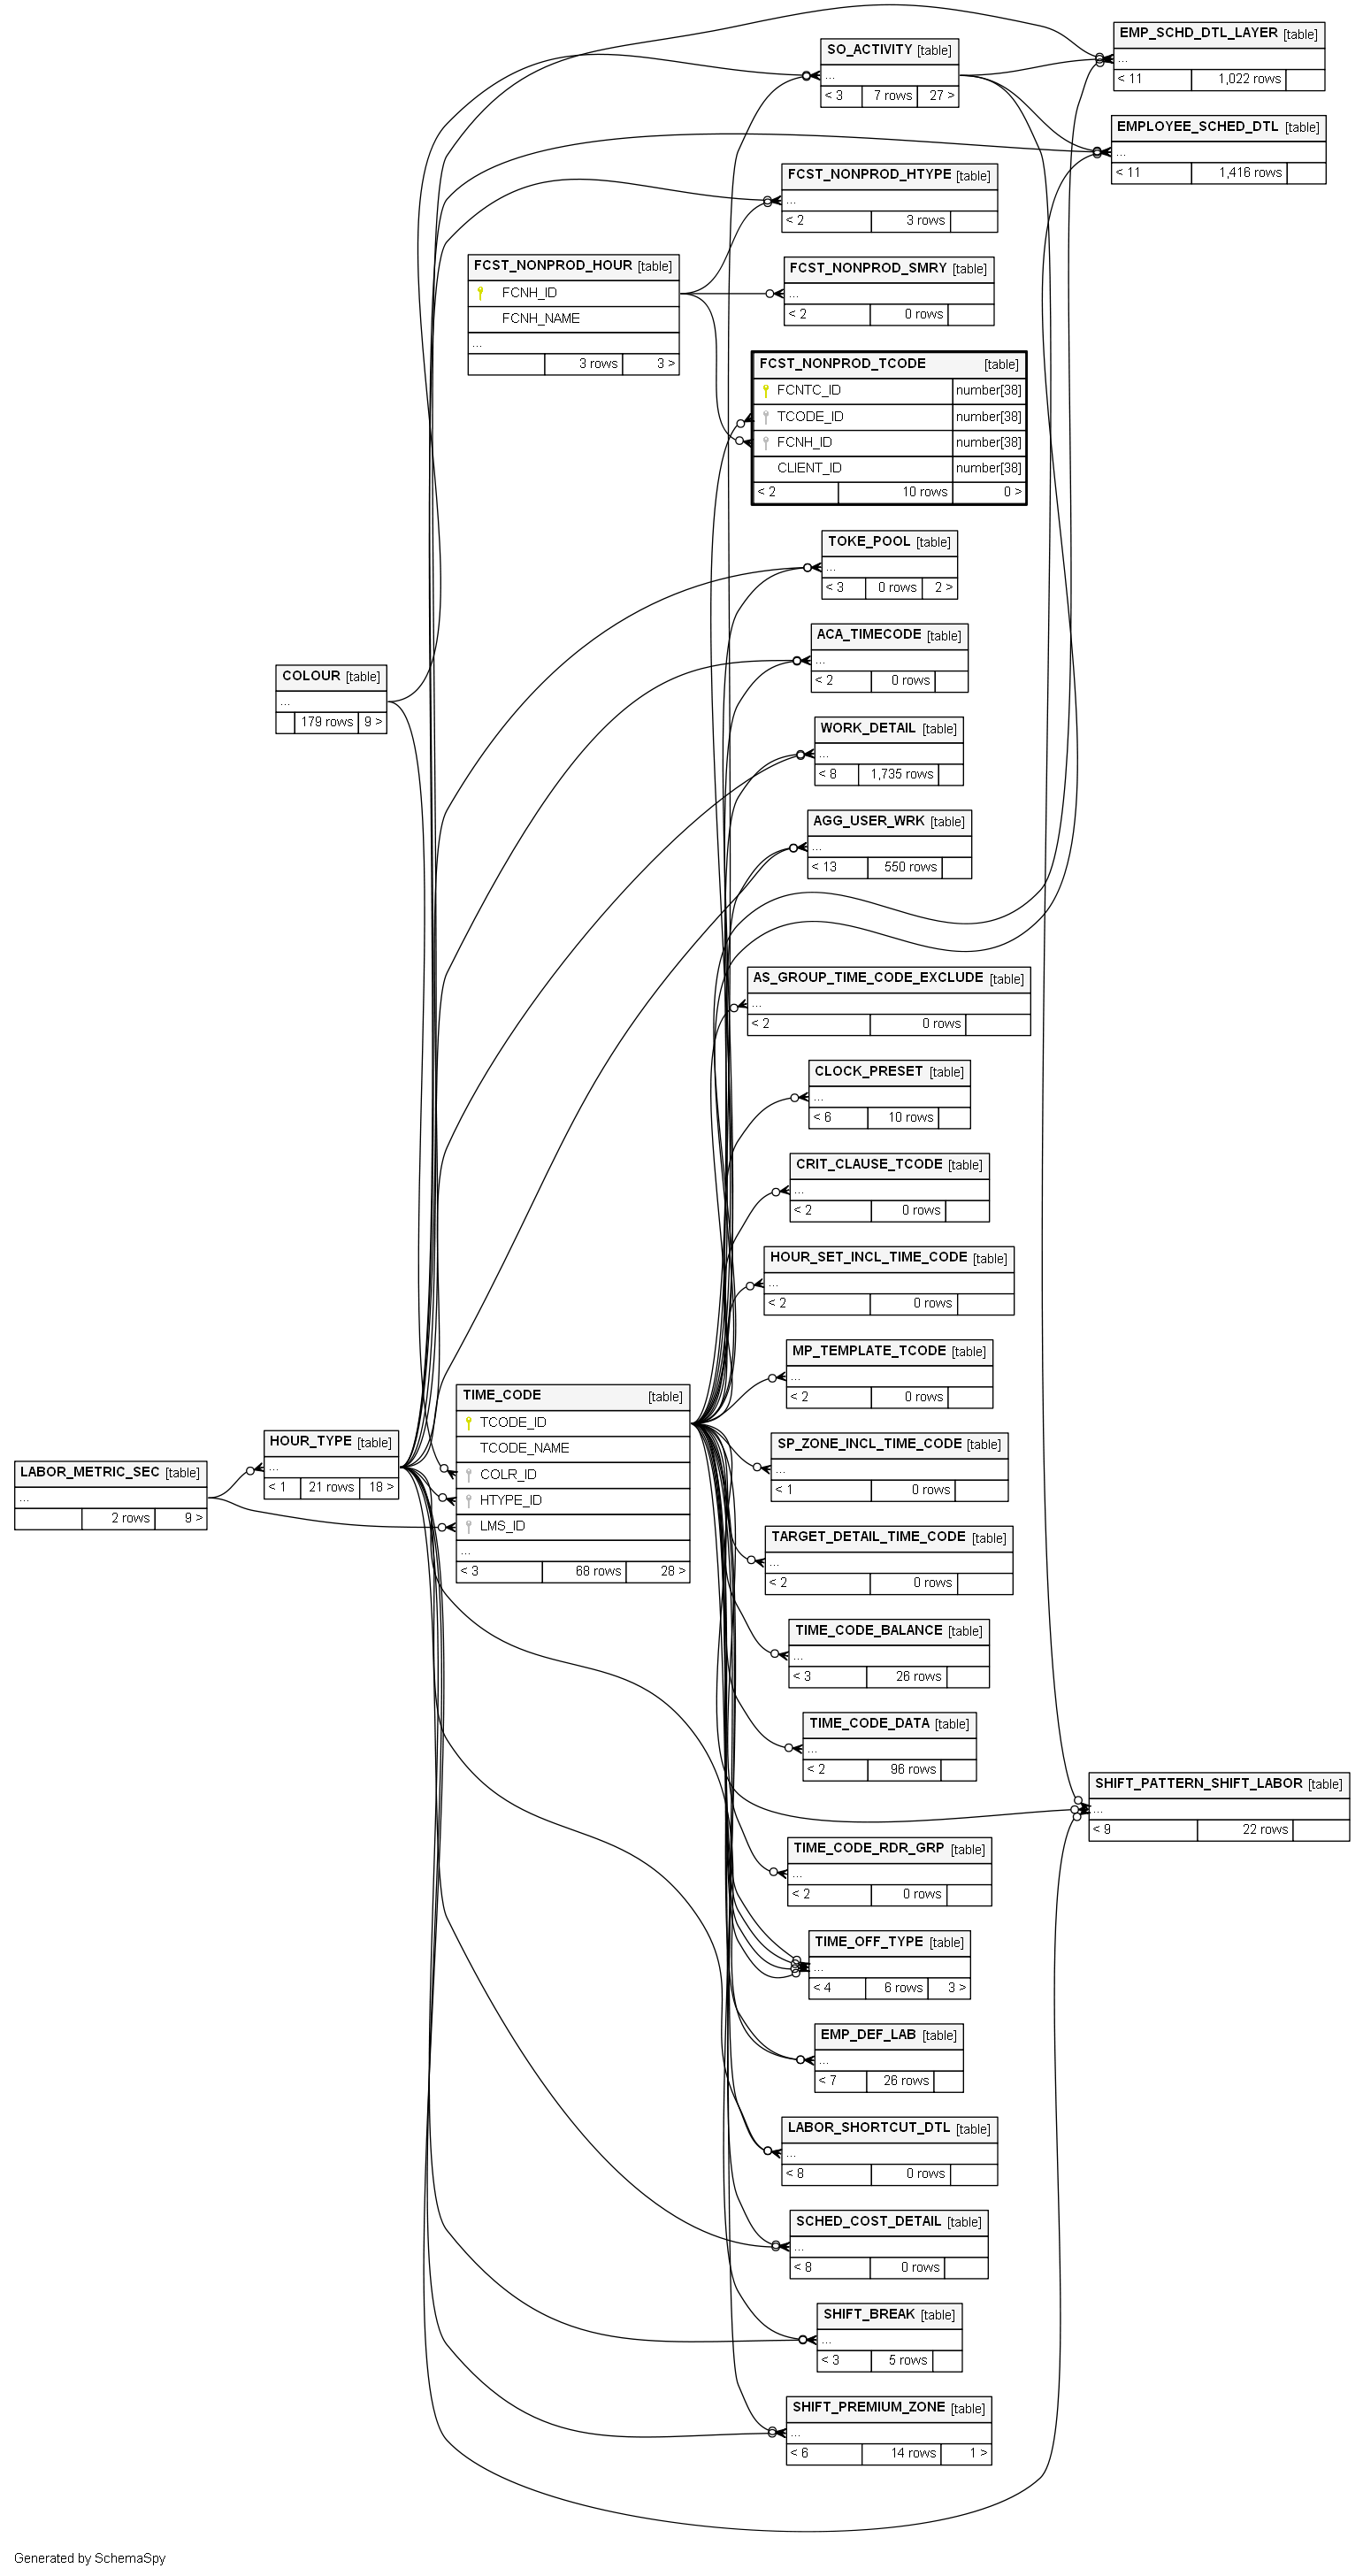 EMP_SCHD_DTL_LAYER [table]
...
< 11 1,022 rows
SO_ACTIVITY [table]
...
< 3 7 rows 27 >
EMPLOYEE_SCHED_DTL [table]
...
< 11 1,416 rows
FCST_NONPROD_HTYPE [table]
...
< 2 3 rows
FCST_NONPROD_HOUR [table]
FCNH_ID
FCNH_NAME
...
3 rows 3 >
FCST_NONPROD_SMRY [table]
...
< 2 0 rows
FCST_NONPROD_TCODE [table]
FCNTC_ID number[38]
TCODE_ID number[38]
FCNH_ID number[38]
CLIENT_ID number[38]
< 2 10 rows 0 >
TOKE_POOL [table]
...
< 3 0 rows 2 >
ACA_TIMECODE [table]
...
< 2 0 rows
COLOUR [table]
...
179 rows 9 >
WORK_DETAIL [table]
...
< 8 1,735 rows
AGG_USER_WRK [table]
...
< 13 550 rows
AS_GROUP_TIME_CODE_EXCLUDE [table]
...
< 2 0 rows
CLOCK_PRESET [table]
...
< 6 10 rows
CRIT_CLAUSE_TCODE [table]
...
< 2 0 rows
HOUR_SET_INCL_TIME_CODE [table]
...
< 2 0 rows
MP_TEMPLATE_TCODE [table]
...
< 2 0 rows
TIME_CODE [table]
TCODE_ID
TCODE_NAME
COLR_ID
HTYPE_ID
LMS_ID
...
< 3 68 rows 28 >
HOUR_TYPE [table]
...
< 1 21 rows 18 >
LABOR_METRIC_SEC [table]
...
2 rows 9 >
SP_ZONE_INCL_TIME_CODE [table]
...
< 1 0 rows
TARGET_DETAIL_TIME_CODE [table]
...
< 2 0 rows
TIME_CODE_BALANCE [table]
...
< 3 26 rows
TIME_CODE_DATA [table]
...
< 2 96 rows
SHIFT_PATTERN_SHIFT_LABOR [table]
...
< 9 22 rows
TIME_CODE_RDR_GRP [table]
...
< 2 0 rows
TIME_OFF_TYPE [table]
...
< 4 6 rows 3 >
EMP_DEF_LAB [table]
...
< 7 26 rows
LABOR_SHORTCUT_DTL [table]
...
< 8 0 rows
SCHED_COST_DETAIL [table]
...
< 8 0 rows
SHIFT_BREAK [table]
...
< 3 5 rows
SHIFT_PREMIUM_ZONE [table]
...
< 6 14 rows 1 >
Generated by SchemaSpy